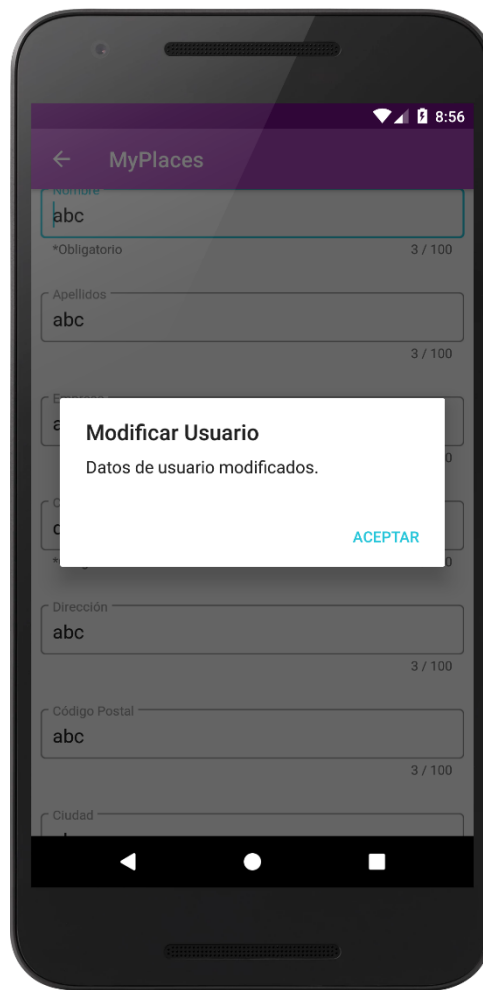 8:56
MyPlaces
Nombre
abc
*Obligatorio 3 / 100
Apellidos
abc
3 / 100
Modificar Usuario
Datos de usuario modificados.
ACEPTAR
Dirección
abc
3 / 100
Código Postal
abc
3 / 100
Ciudad